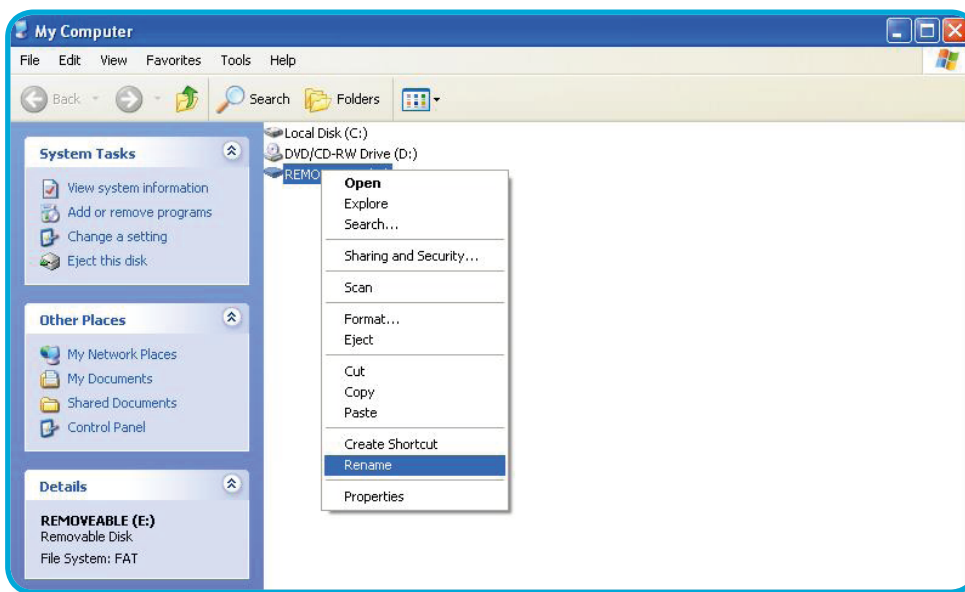 My Computer
File Edit View Favorites Tools Help
Back Search Folders
System Tasks
View system information
Add or remove programs
Change a setting
Eject this disk
Other Places
My Network Places
My Documents
Shared Documents
Control Panel
Details
REMOVEABLE (E:)
Removable Disk
File System: FAT
Local Disk (C:)
DVD/CD-RW Drive (D:)
REMO
Open
Explore
Search...
Sharing and Security...
Scan
Format...
Eject
Cut
Copy
Paste
Create Shortcut
Rename
Properties